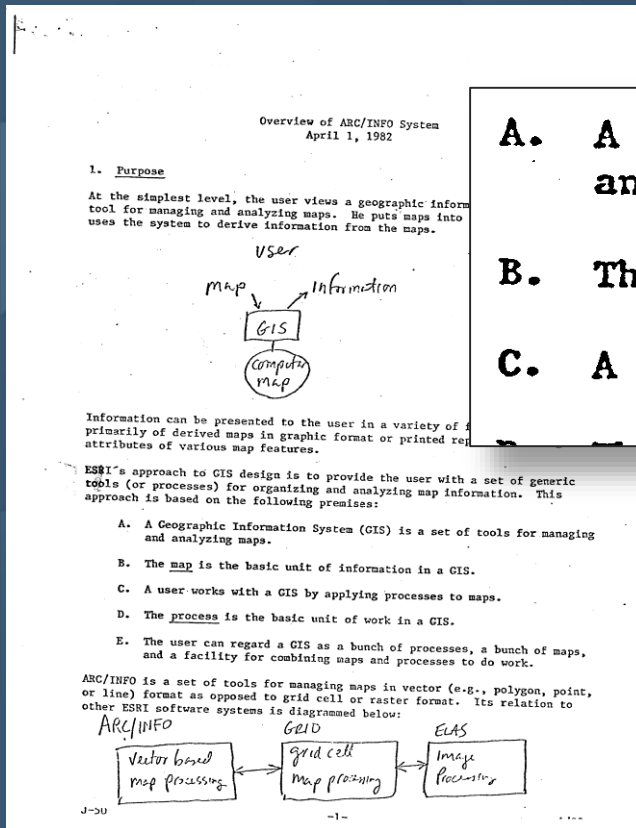 Overview of ARC/INFO System
April 1, 1982
1. Purpose
At the simplest level, the user views a geographic inform
tool for managing and analyzing maps. He puts maps into
uses the system to derive information from the maps.
User
map
Information
GIS
Computer
map
Information can be presented to the user in a variety of f
primarily of derived maps in graphic format or printed rep
attributes of various map features.
ESRI's approach to GIS design is to provide the user with a set of generic
tools (or processes) for organizing and analyzing map information. This
approach is based on the following premises:
A. A Geographic Information System (GIS) is a set of tools for managing
and analyzing maps.
B. The map is the basic unit of information in a GIS.
C. A user works with a GIS by applying processes to maps.
D. The process is the basic unit of work in a GIS.
E. The user can regard a GIS as a bunch of processes, a bunch of maps,
and a facility for combining maps and processes to do work.
ARC/INFO is a set of tools for managing maps in vector (e.g., polygon, point,
or line) format as opposed to grid cell or raster format. Its relation to
other ESRI software systems is diagrammed below:
ARC/INFO
GRID
ELAS
Vector based
map processing
grid cell
map processing
Image
Processing
J-50
-1-
A. A
an
B. Th
C. A